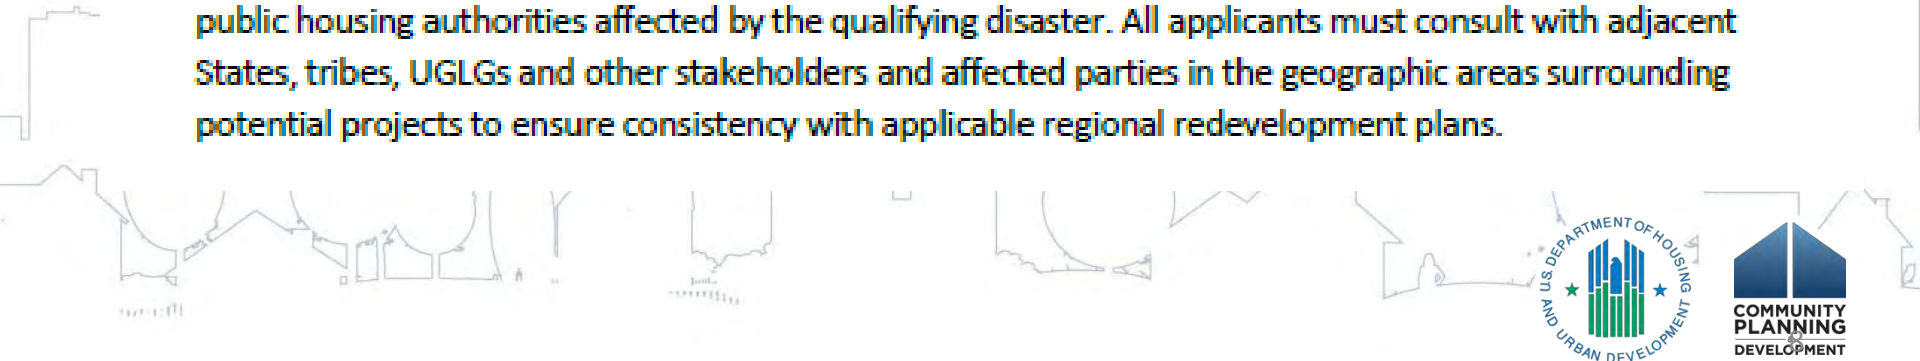 public housing authorities affected by the qualifying disaster. All applicants must consult with adjacent
States, tribes, UGLGs and other stakeholders and affected parties in the geographic areas surrounding
potential projects to ensure consistency with applicable regional redevelopment plans.
U.S. DEPARTMENT OF HOUSING
AND URBAN DEVELOPMENT
COMMUNITY
PLANNING
DEVELOPMENT